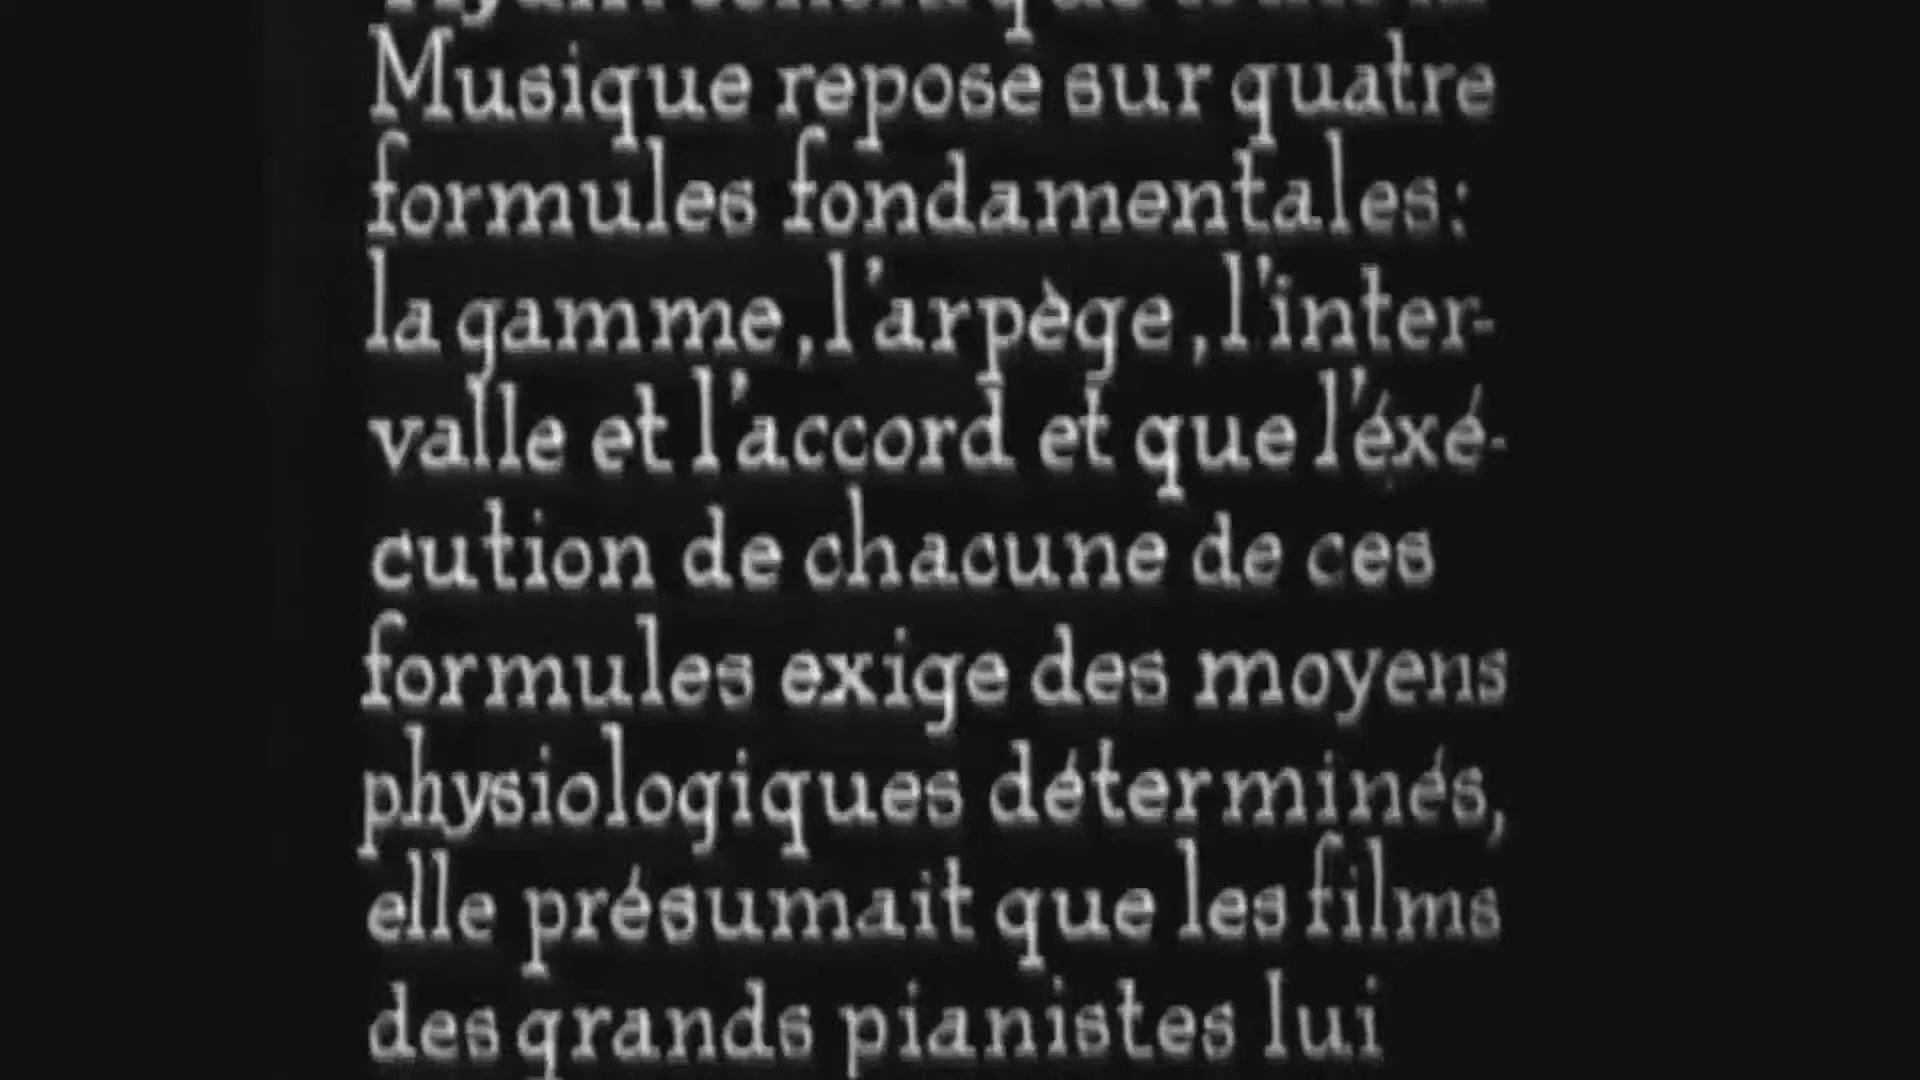 Musique repose sur quatre
formules fondamentales:
la gamme, l'arpège, l'inter-
valle et l'accord et que l'éxé-
cution de chacune de ces
formules exige des moyens
physiologiques déterminés,
elle présumait que les films
des grands pianistes lui